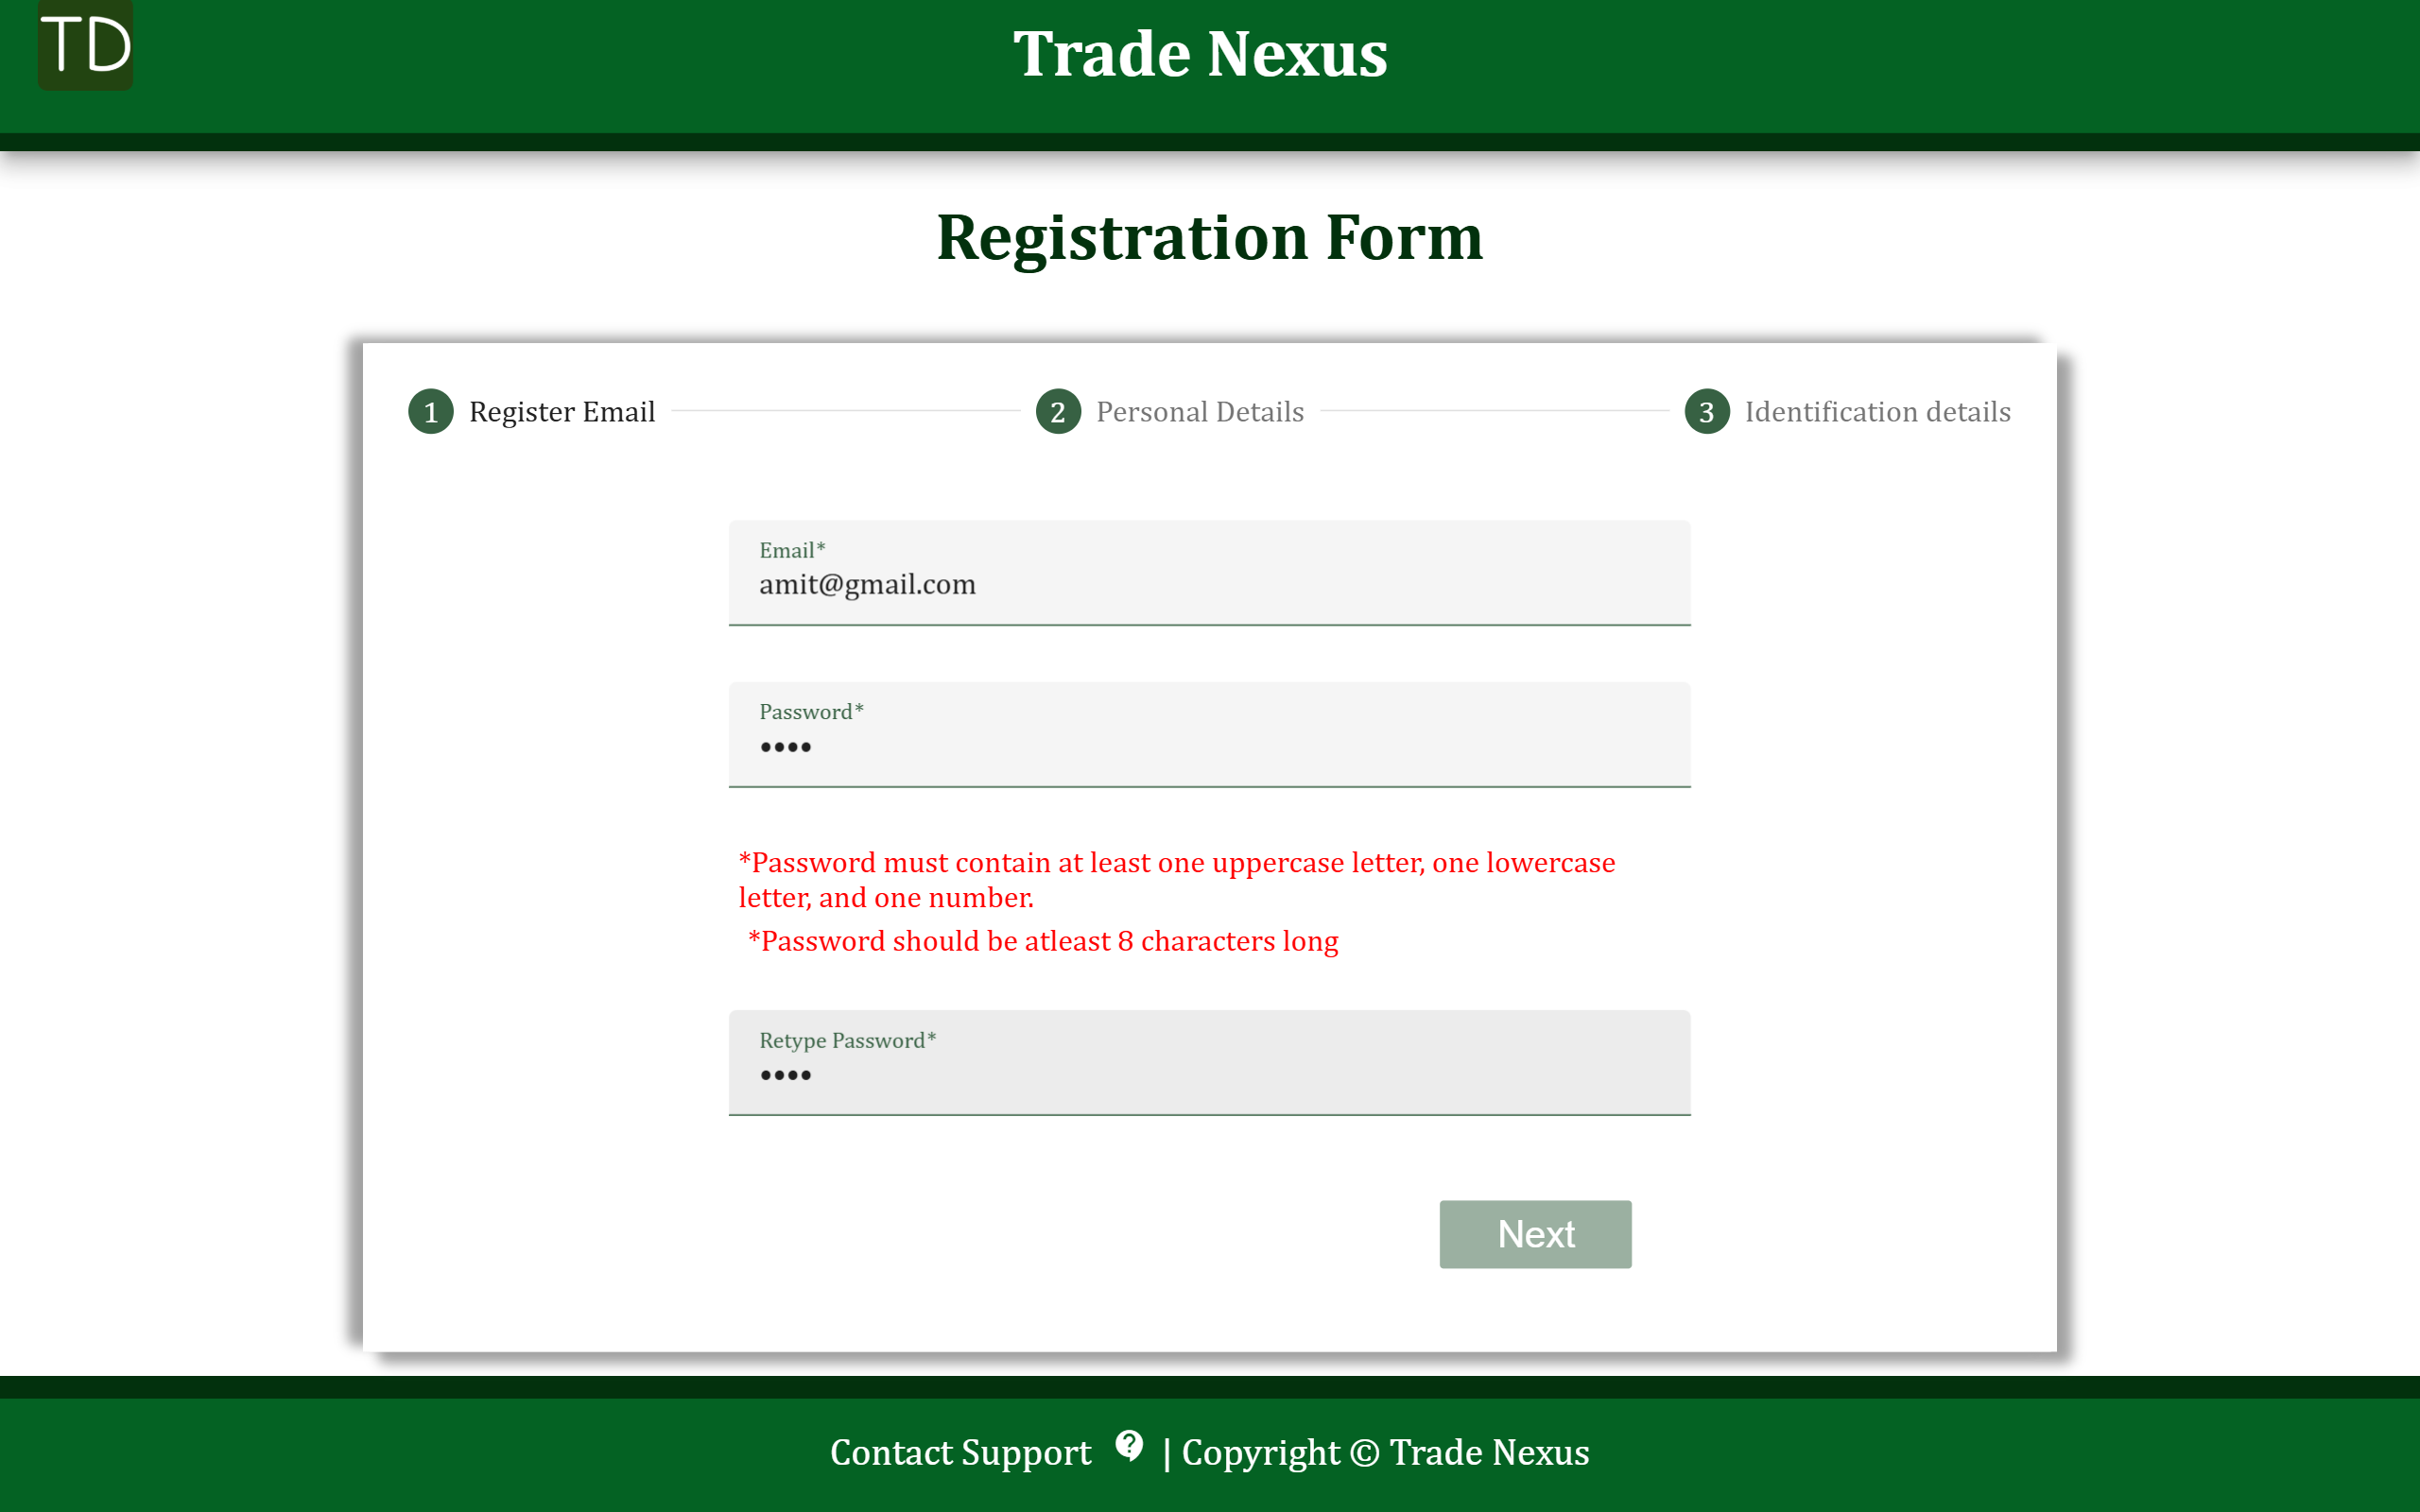 TD
Trade Nexus
Registration Form
1 Register Email
2 Personal Details
3 Identification details
Email*
amit@gmail.com
Password*
••••
*Password must contain at least one uppercase letter, one lowercase
letter, and one number.
*Password should be atleast 8 characters long
Retype Password*
••••
Next
Contact Support ? | Copyright © Trade Nexus